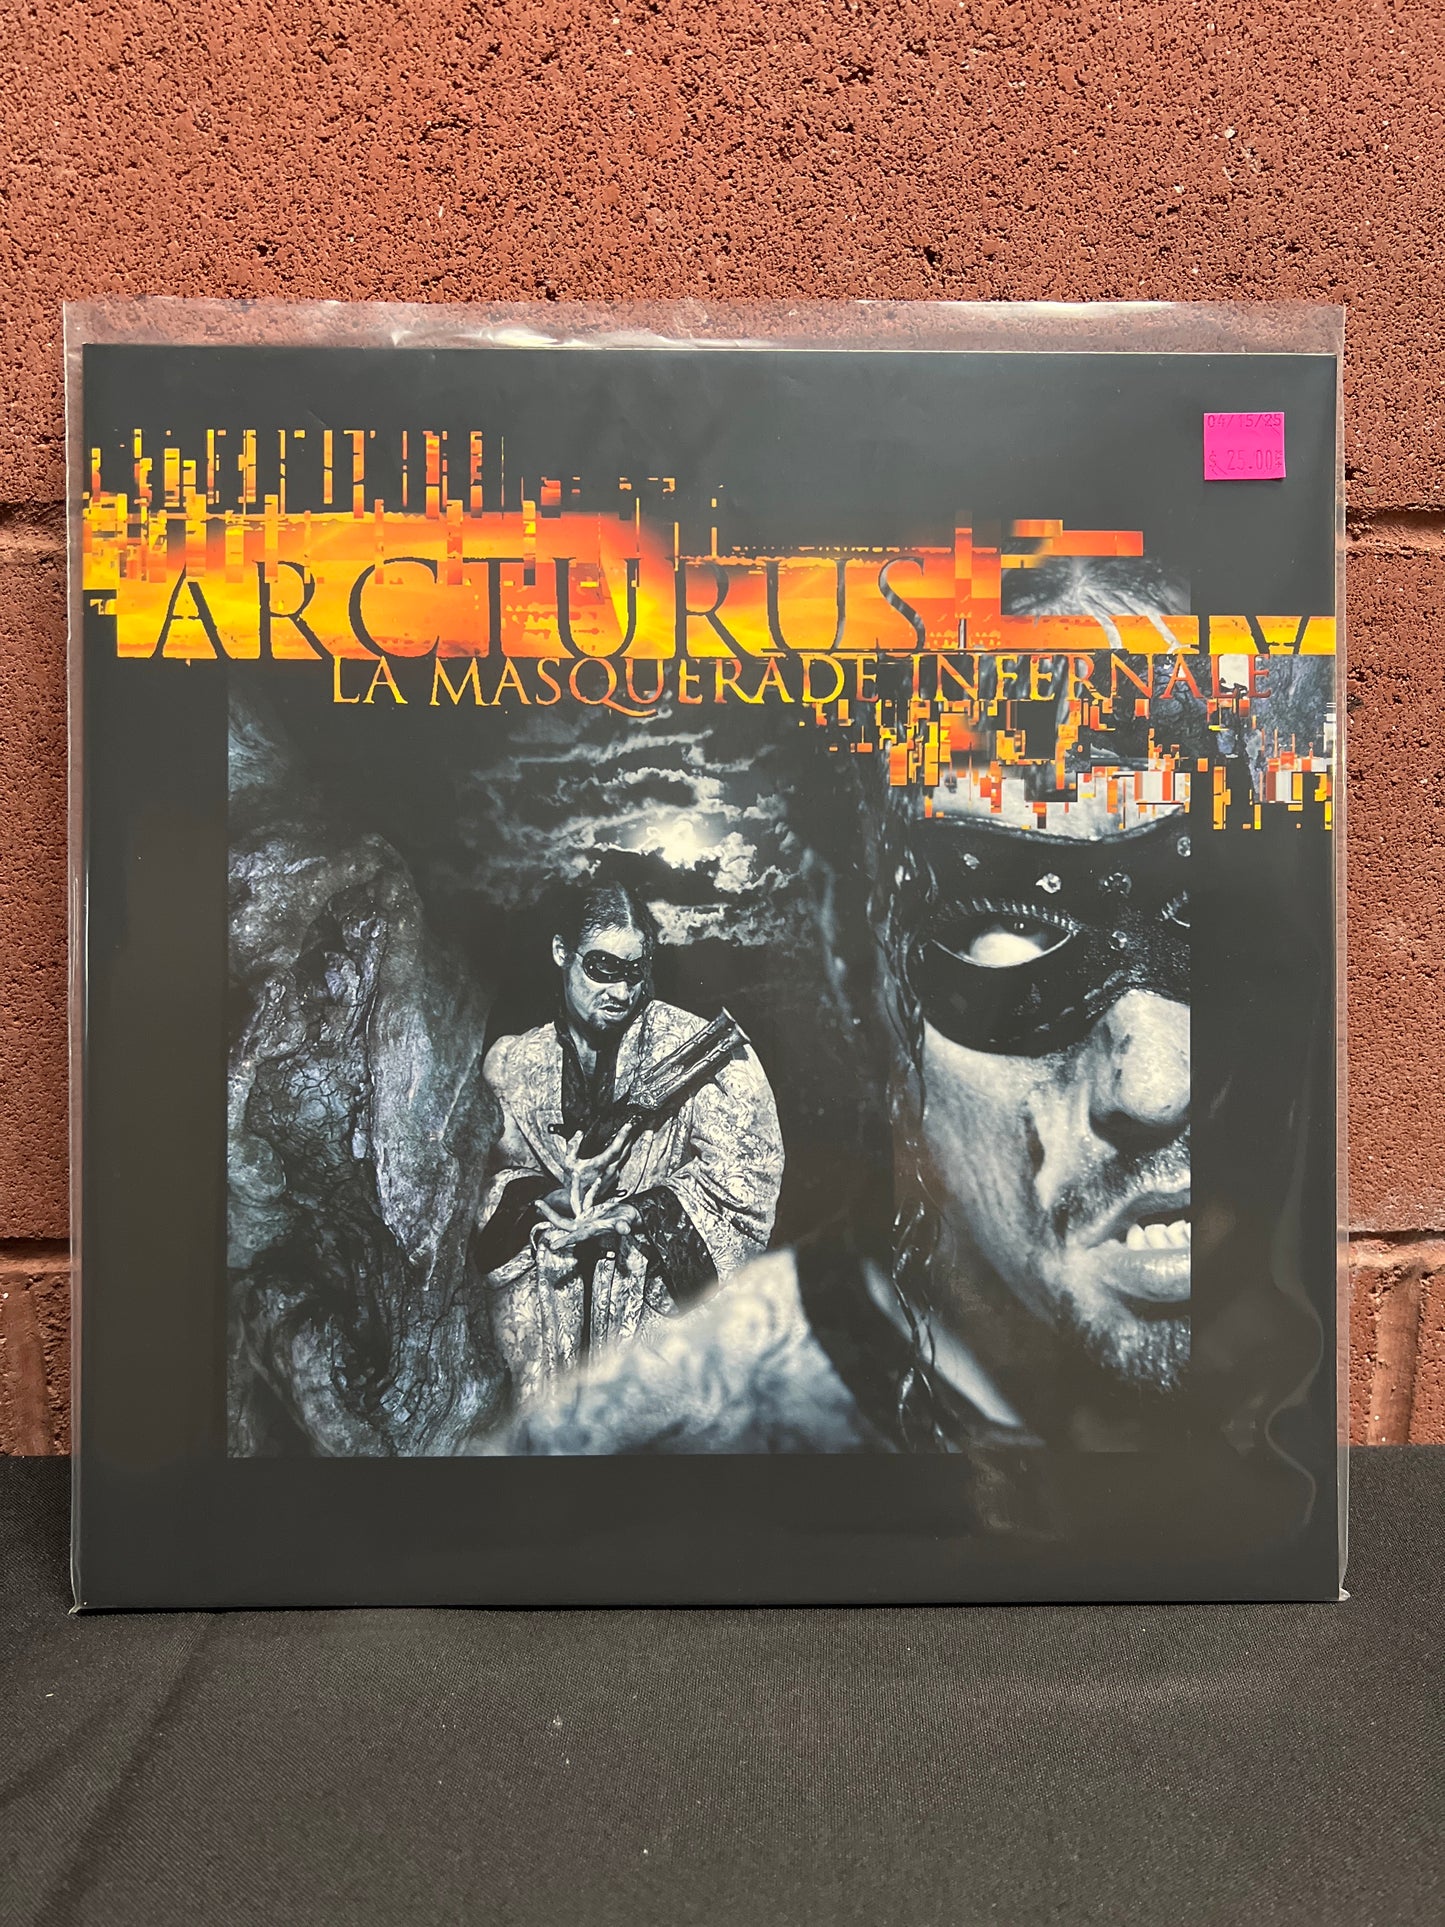 04/15/25
$ 25.00
ARCTURUS
LA MASQUERADE INFERNALE